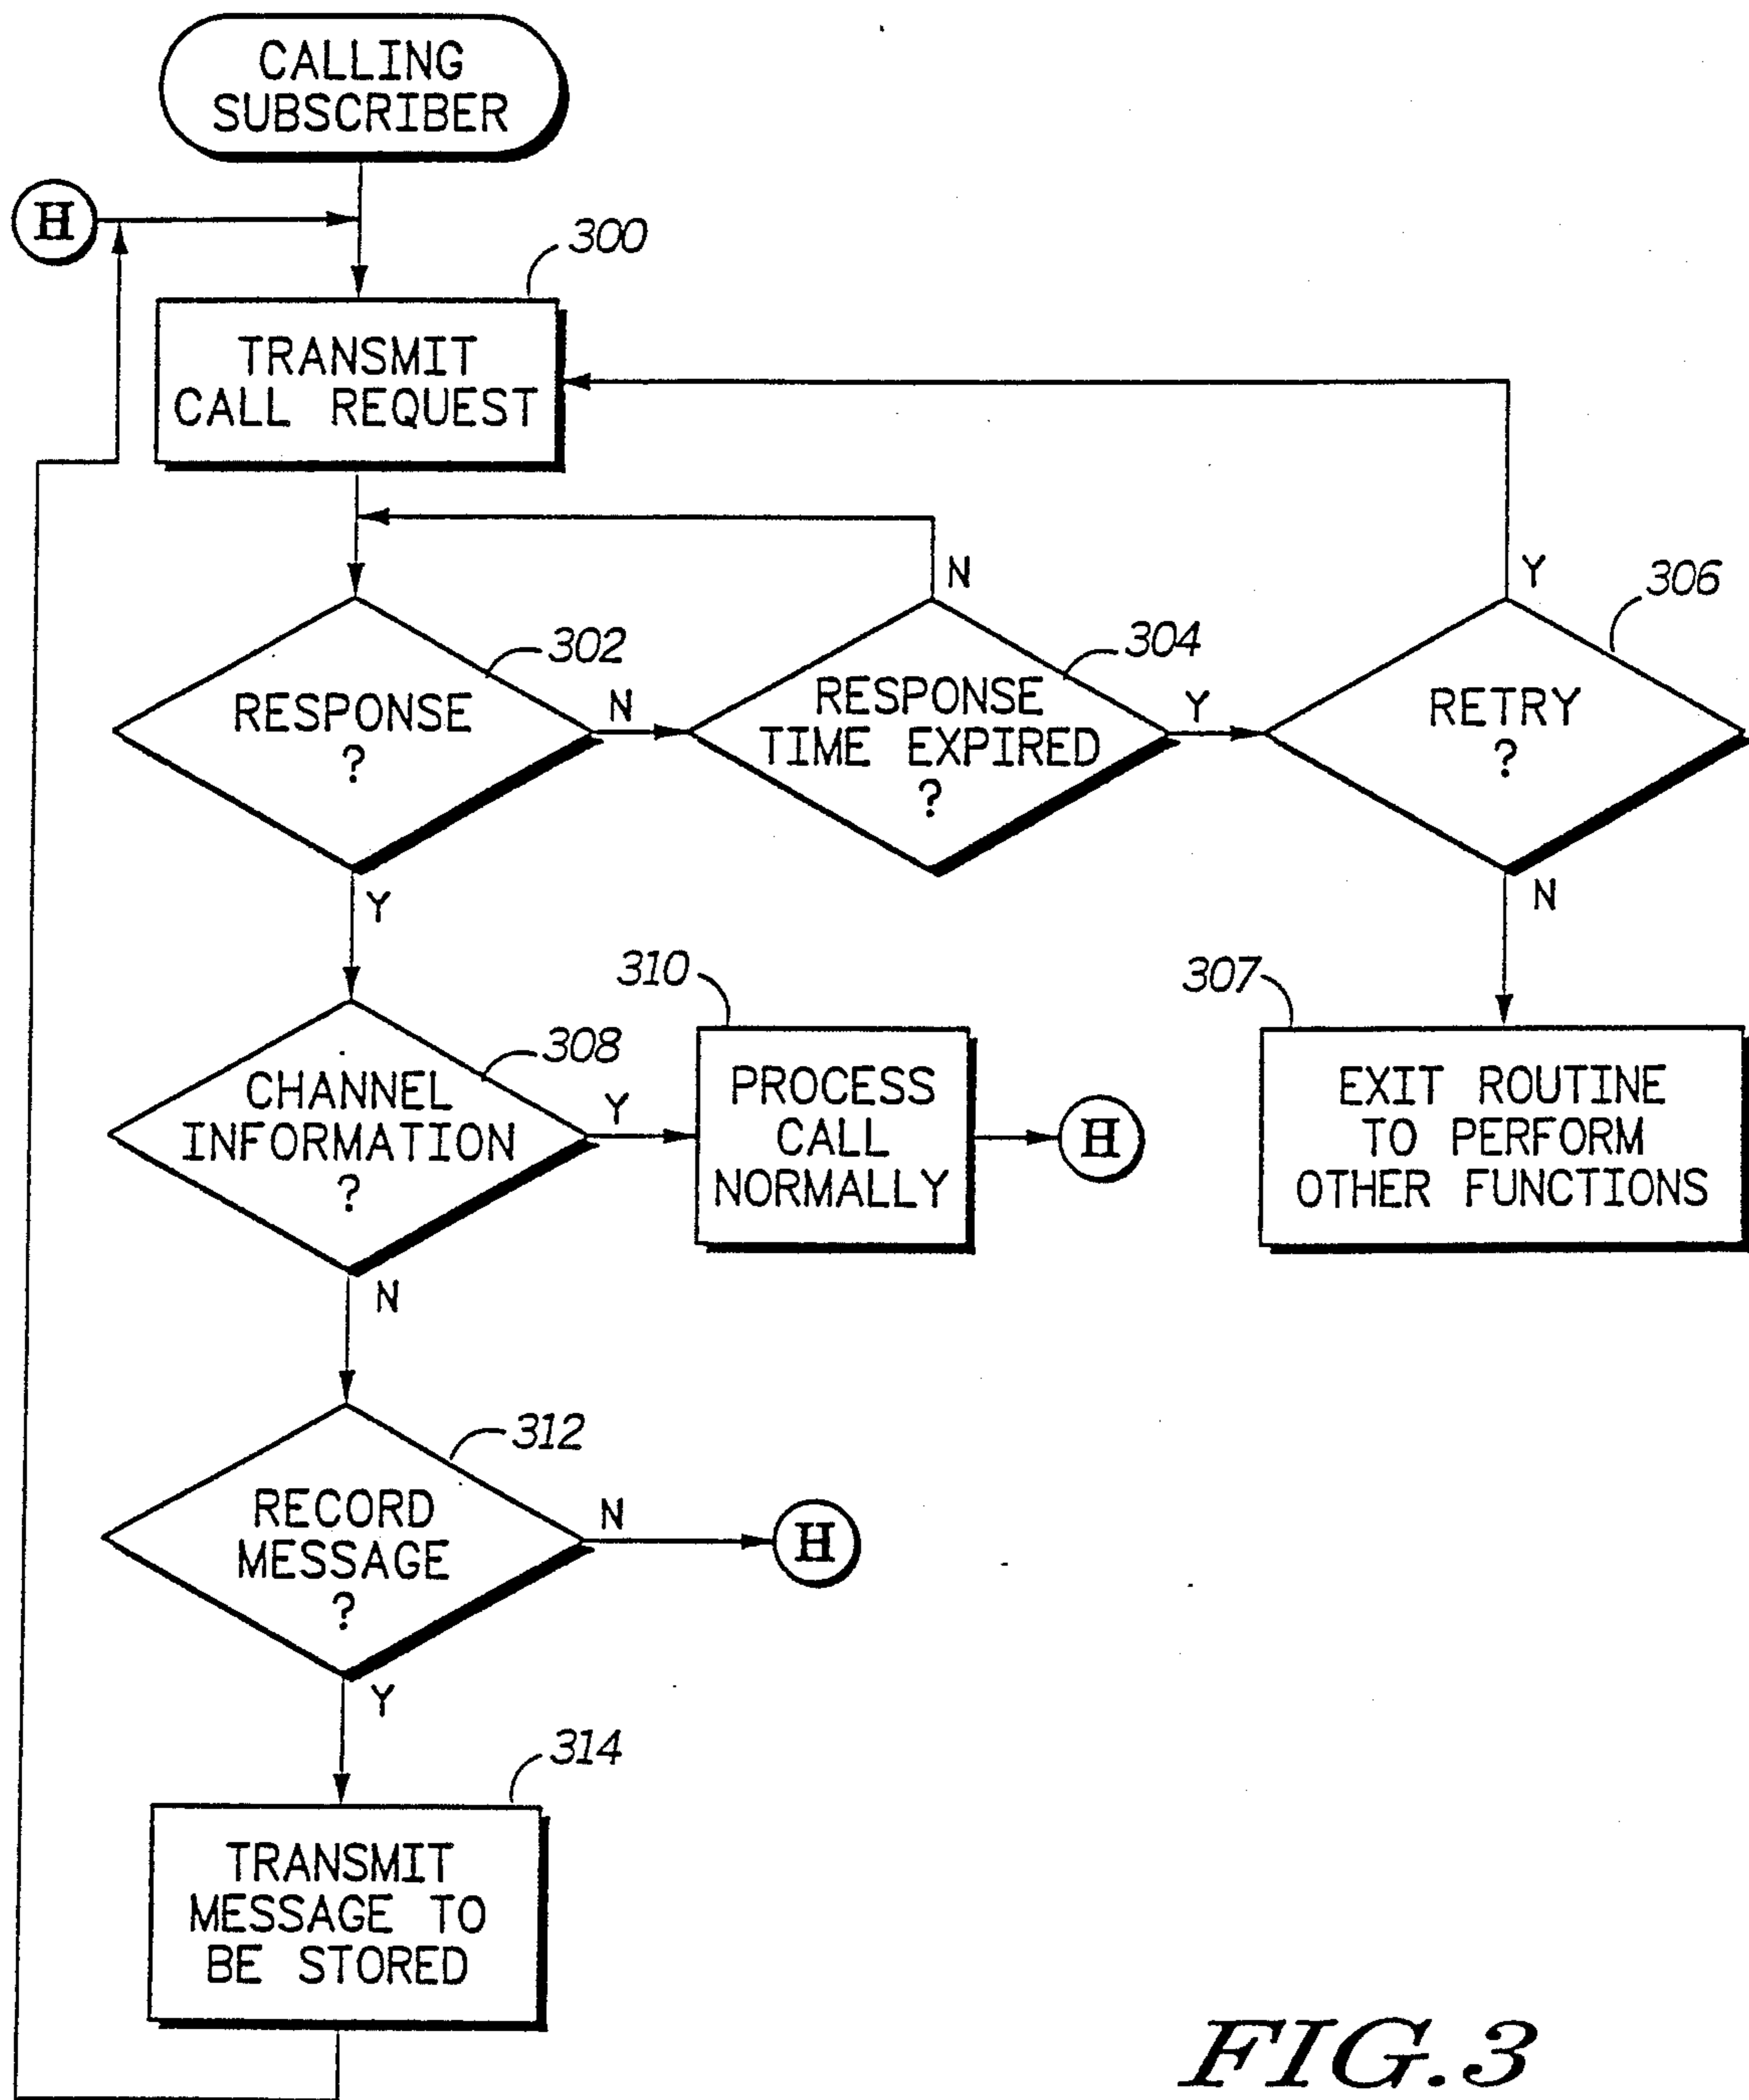 CALLING
SUBSCRIBER
H
300
TRANSMIT
CALL REQUEST
N
Y
302
304
306
RESPONSE
?
N
RESPONSE
TIME EXPIRED
?
Y
RETRY
?
Y
N
308
310
307
CHANNEL
INFORMATION
?
Y
PROCESS
CALL
NORMALLY
H
EXIT ROUTINE
TO PERFORM
OTHER FUNCTIONS
N
312
RECORD
MESSAGE
?
N
H
Y
314
TRANSMIT
MESSAGE TO
BE STORED
FIG.3